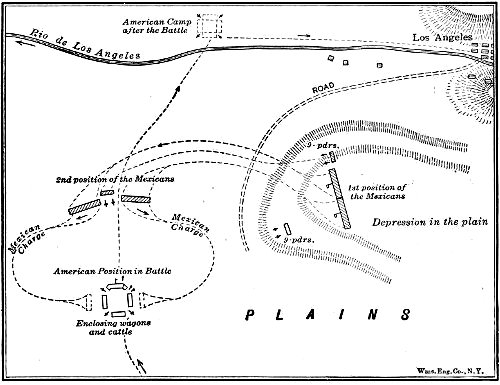 American Camp
after the Battle
Rio de Los Angeles
Los Angeles
ROAD
9-pdrs.
2nd position of the Mexicans
1st position of
the Mexicans
Mexican
Charge
Mexican
Charge
Depression in the plain
9-pdrs.
American Position in Battle
Enclosing wagons
and cattle
PLAINS
Wms. Eng. Co., N.Y.